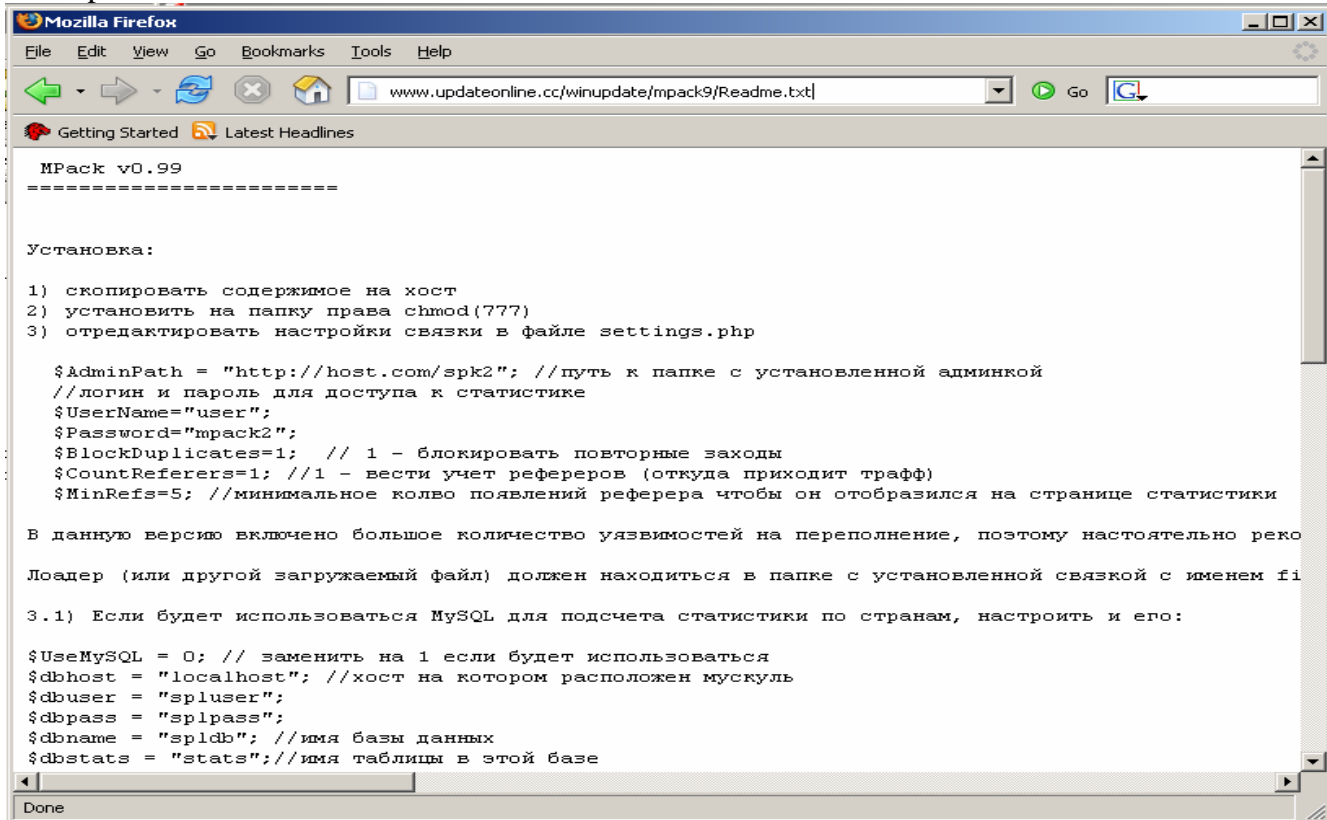 Mozilla Firefox
File Edit View Go Bookmarks Tools Help
www.updateonline.cc/winupdate/mpack9/Readme.txt Go G
Getting Started Latest Headlines
MPack v0.99
==========================
Установка:
1) скопировать содержимое на хост
2) установить на папку права chmod(777)
3) отредактировать настройки связки в файле settings.php
$AdminPath = "http://host.com/spk2"; //путь к папке с установленной админкой
//логин и пароль для доступа к статистике
$UserName="user";
$Password="mpack2";
$BlockDuplicates=1; // 1 - блокировать повторные заходы
$CountReferers=1; //1 - вести учет рефереров (откуда приходит трафф)
$MinRefs=5; //минимальное колво появлений реферера чтобы он отобразился на странице статистики
В данную версию включено большое количество уязвимостей на переполнение, поэтому настоятельно реко
Лоадер (или другой загружаемый файл) должен находиться в папке с установленной связкой с именем fi
3.1) Если будет использоваться MySQL для подсчета статистики по странам, настроить и его:
$UseMySQL = 0; // заменить на 1 если будет использоваться
$dbhost = "localhost"; //хост на котором расположен мускуль
$dbuser = "spluser";
$dbpass = "splpass";
$dbname = "spldb"; //имя базы данных
$dbstats = "stats";//имя таблицы в этой базе
Done